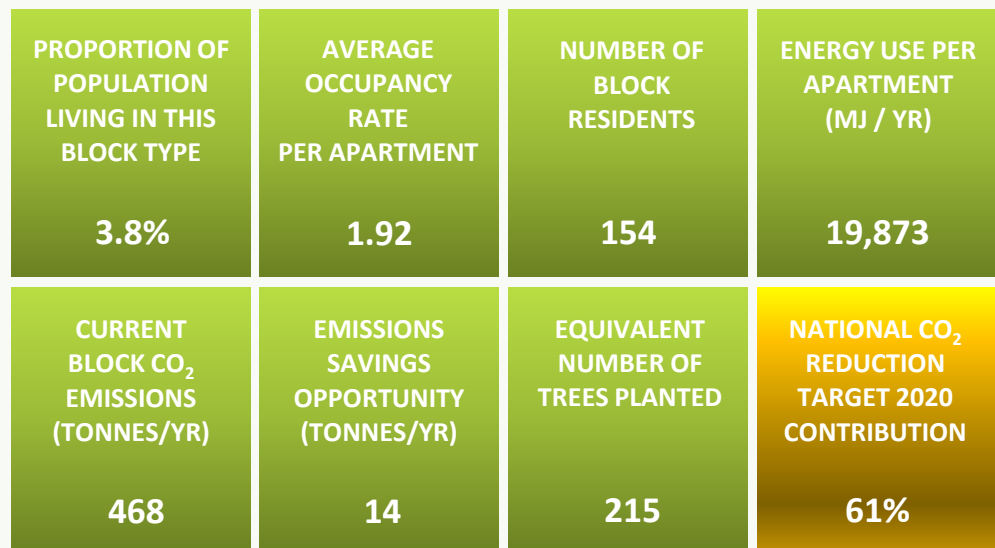 PROPORTION OF
POPULATION
LIVING IN THIS
BLOCK TYPE
3.8%
AVERAGE
OCCUPANCY
RATE
PER APARTMENT
1.92
NUMBER OF
BLOCK
RESIDENTS
154
ENERGY USE PER
APARTMENT
(MJ / YR)
19,873
CURRENT
BLOCK CO₂
EMISSIONS
(TONNES/YR)
468
EMISSIONS
SAVINGS
OPPORTUNITY
(TONNES/YR)
14
EQUIVALENT
NUMBER OF
TREES PLANTED
215
NATIONAL CO₂
REDUCTION
TARGET 2020
CONTRIBUTION
61%